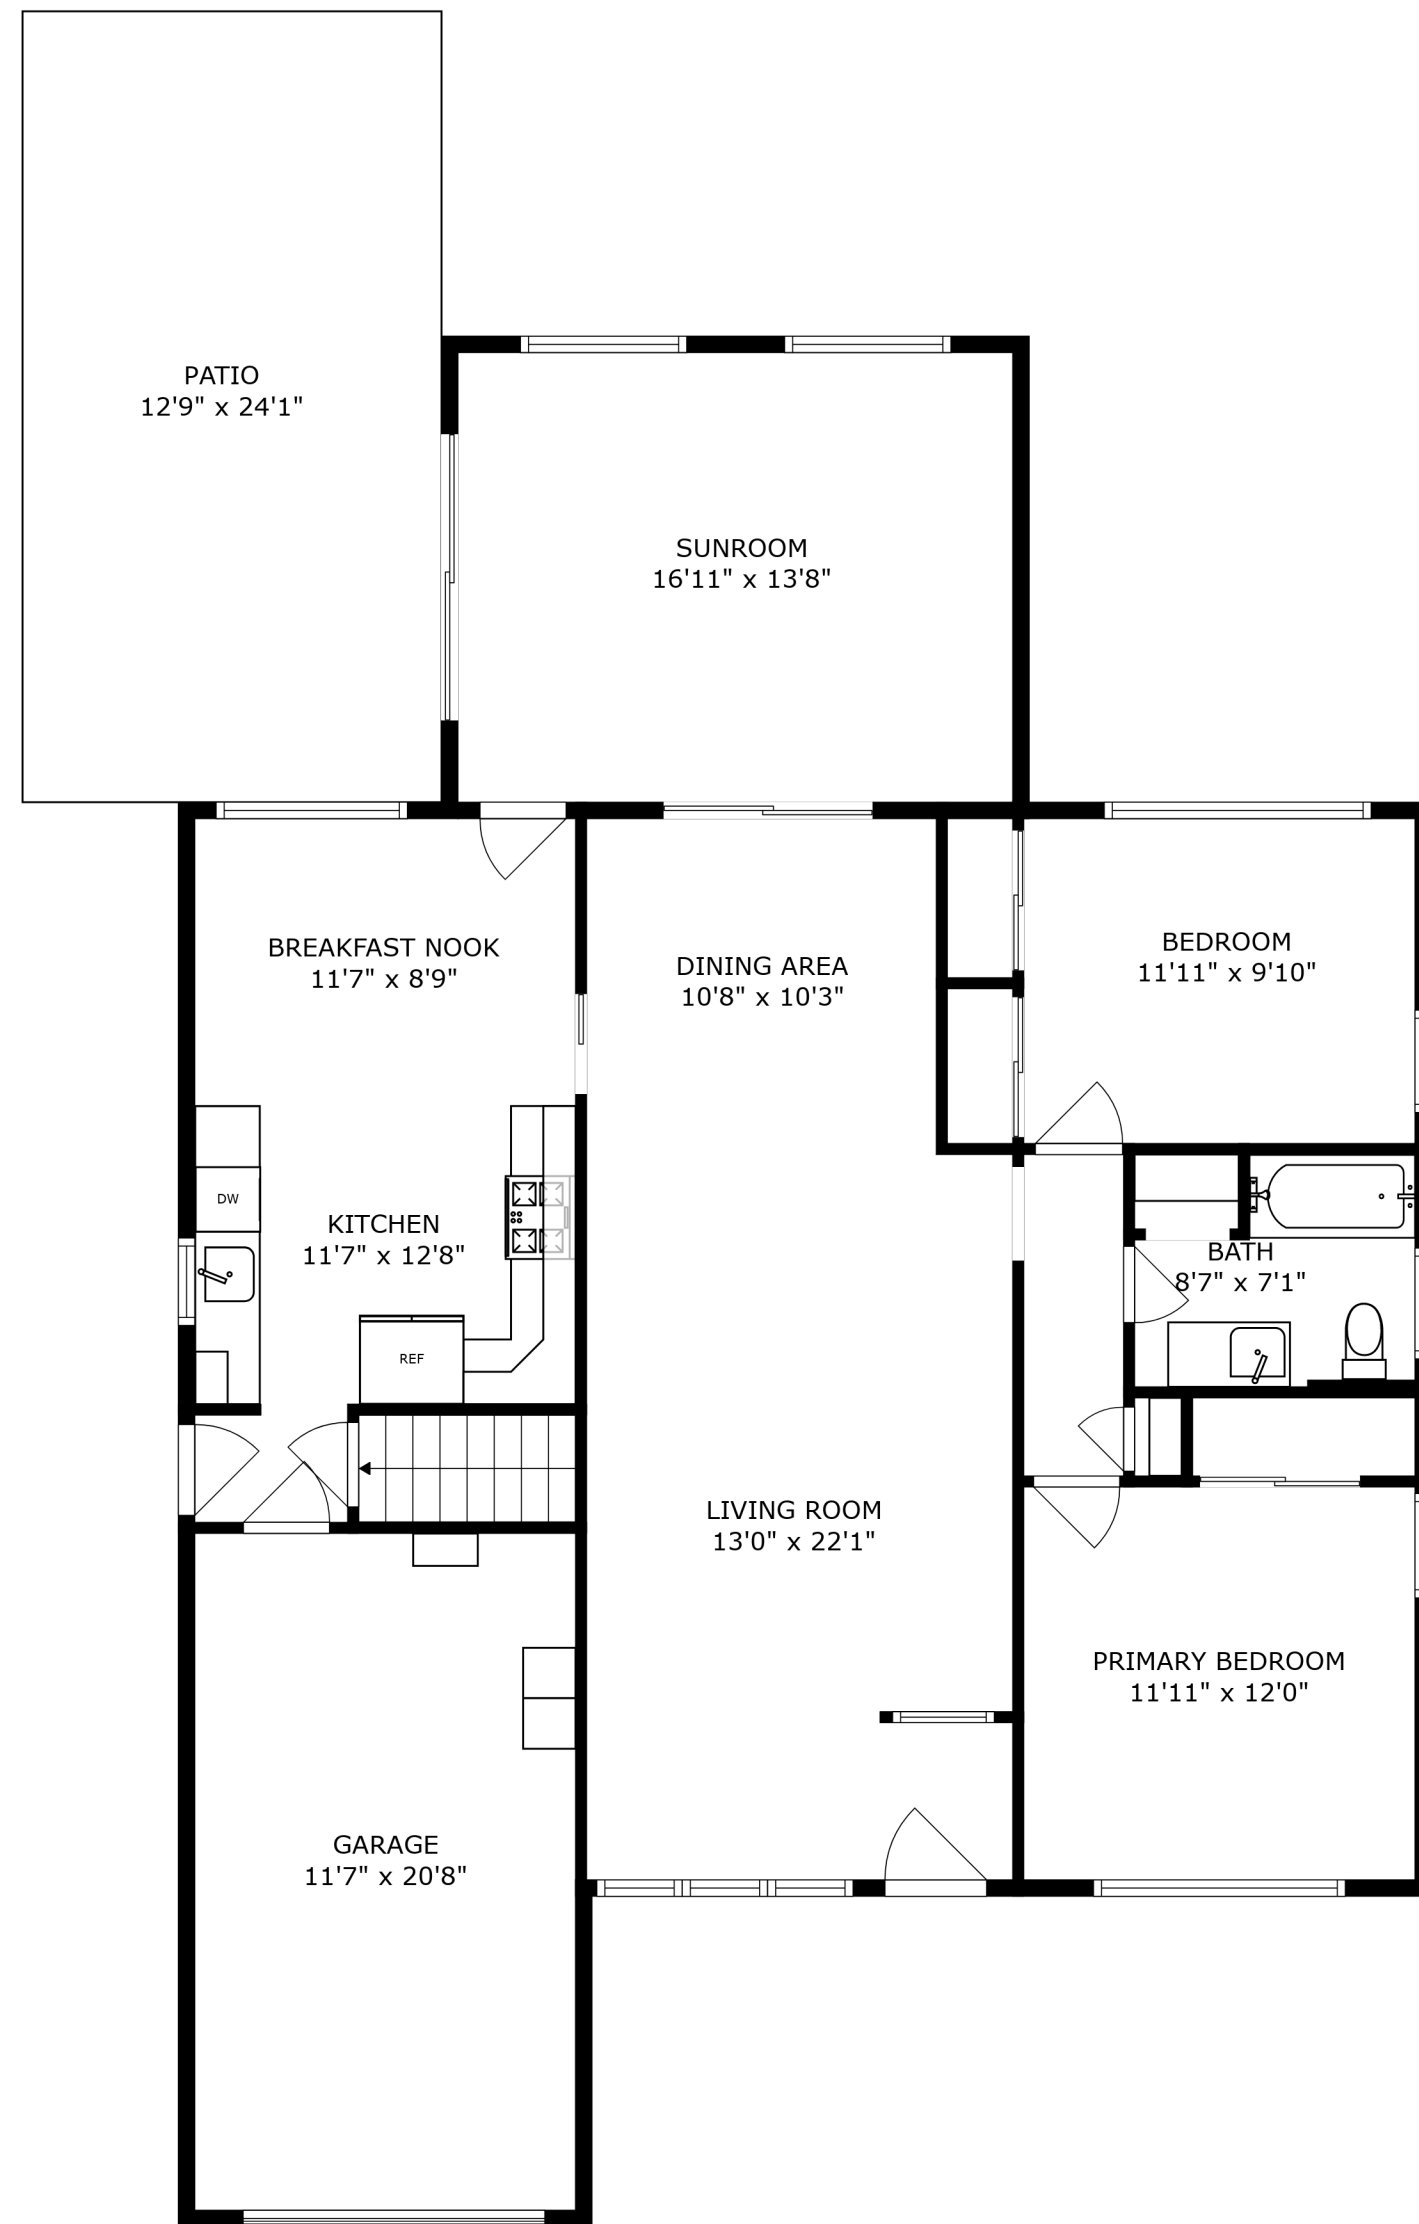 PATIO
12'9" x 24'1"
SUNROOM
16'11" x 13'8"
BREAKFAST NOOK
11'7" x 8'9"
DINING AREA
10'8" x 10'3"
BEDROOM
11'11" x 9'10"
DW
KITCHEN
11'7" x 12'8"
BATH
8'7" x 7'1"
REF
LIVING ROOM
13'0" x 22'1"
PRIMARY BEDROOM
11'11" x 12'0"
GARAGE
11'7" x 20'8"